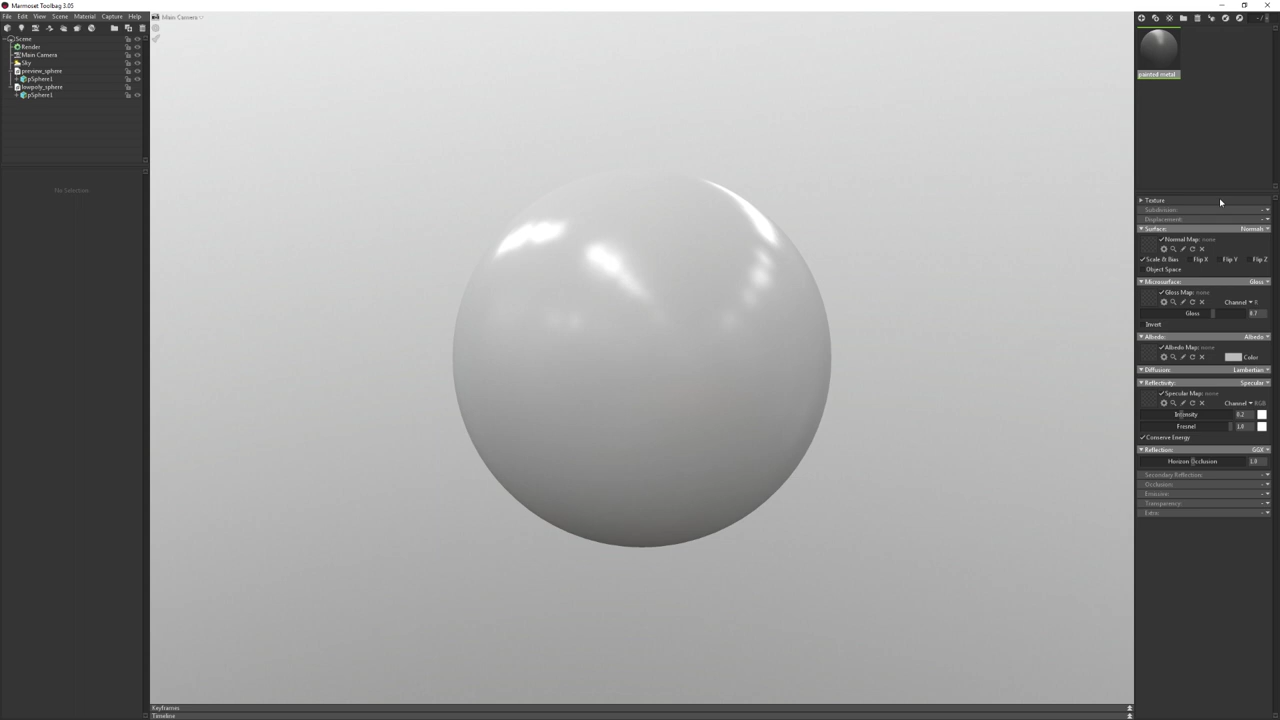 Marmoset Toolbag 3.05
File Edit View Scene Material Capture Help
Scene
Render
Main Camera
Sky
preview_sphere
pSphere1
lowpoly_sphere
pSphere1
No Selection
Main Camera
Keyframes
Timeline
painted metal
Texture
Subdivision:
Displacement:
Surface: Normals
Normal Map: none
Scale & Bias Flip X Flip Y Flip Z
Object Space
Microsurface: Gloss
Gloss Map: none
Channel R
Gloss 0.7
Invert
Albedo: Albedo
Albedo Map: none
Color
Diffusion: Lambertian
Reflectivity: Specular
Specular Map: none
Channel RGB
Intensity 0.2
Fresnel 1.0
Conserve Energy
Reflection: GGX
Horizon Occlusion 1.0
Secondary Reflection:
Occlusion:
Emissive:
Transparency:
Extra: